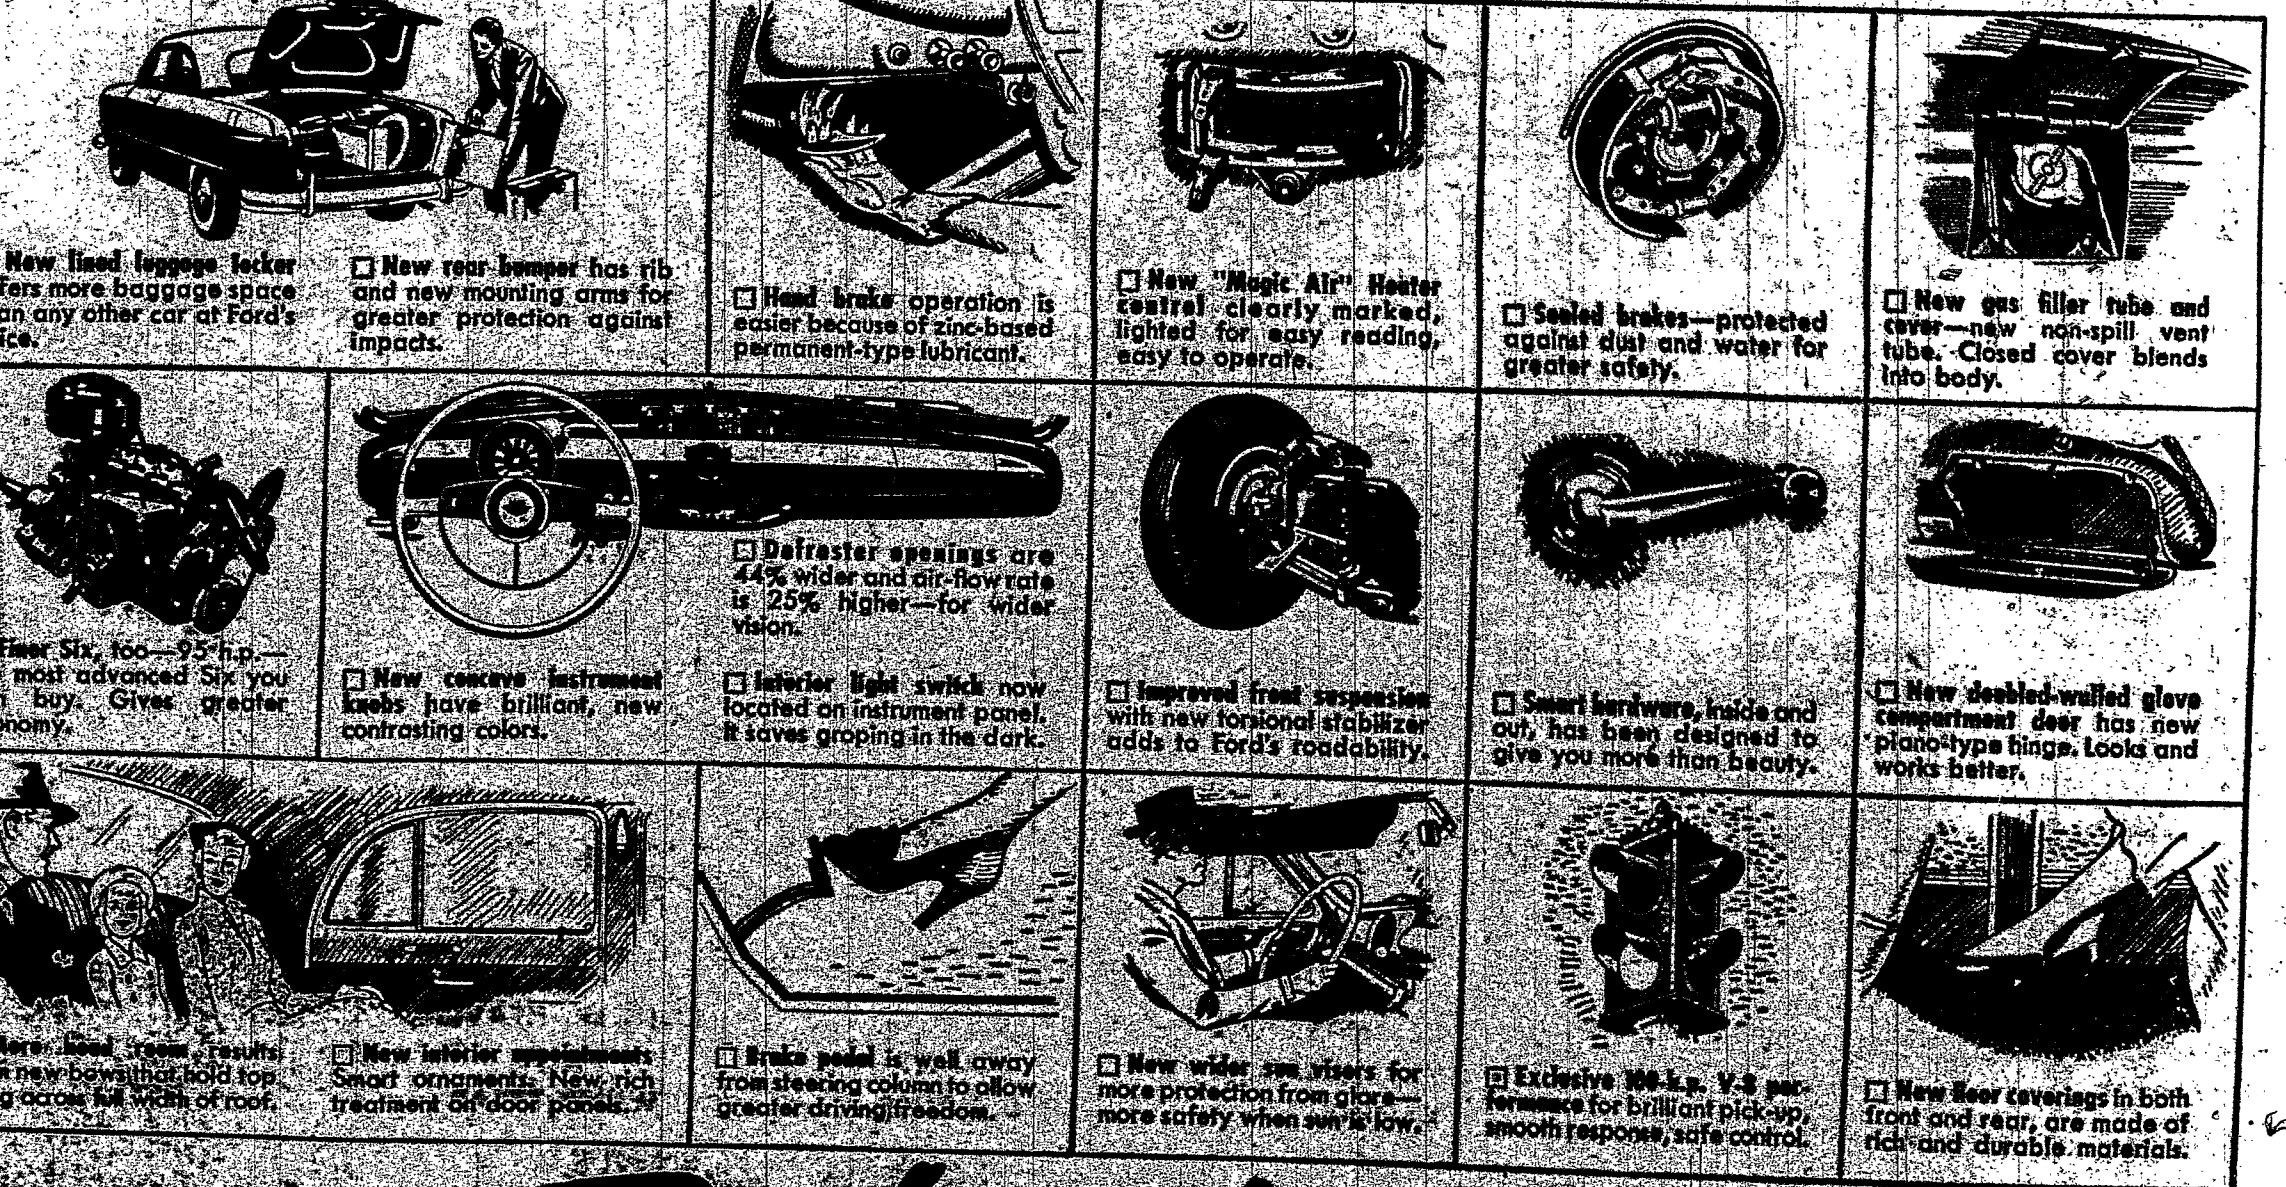 New lined luggage locker
fers more baggage space
an any other car at Ford's
ice.
☐ New rear bumper has rib
and new mounting arms for
greater protection against
impacts.
☐ Hand brake operation is
easier because of zinc-based
permanent-type lubricant.
☐ New "Magic Air" Heater
control clearly marked,
lighted for easy reading,
easy to operate.
☐ Sealed brakes—protected
against dust and water for
greater safety.
☐ New gas filler tube and
cover—new non-spill vent
tube. Closed cover blends
into body.
Finer Six, too—95 h.p.—
most advanced Six you
buy. Gives greater
onomy.
☐ New concave instrument
knobs have brilliant, new
contrasting colors.
☐ Defroster openings are
44% wider and air-flow rate
is 25% higher—for wider
vision.
☐ Interior light switch now
located on instrument panel.
It saves groping in the dark.
☐ Improved front suspension
with new torsional stabilizer
adds to Ford's roadability.
☐ Smart hardware, inside and
out, has been designed to
give you more than beauty.
☐ New doubled-walled glove
compartment door has new
piano-type hinge. Looks and
works better.
More head room results
new bows that hold top
g across full width of roof.
☐ New interior appointments
Smart ornaments. New, rich
treatment on door panels.
☐ Brake pedal is well away
from steering column to allow
greater driving freedom.
☐ New wider sun visors for
more protection from glare—
more safety when sun is low.
☐ Exclusive 100-h.p. V-8 per-
formance for brilliant pick-up,
smooth response, safe control.
☐ New floor coverings in both
front and rear, are made of
rich and durable materials.